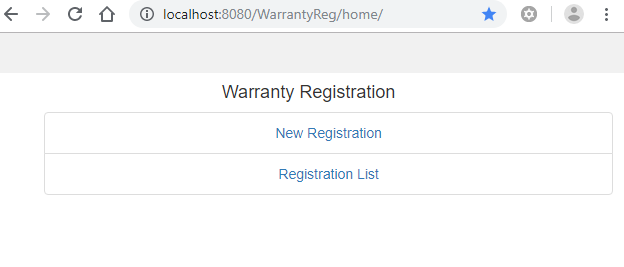 localhost:8080/WarrantyReg/home/
Warranty Registration
New Registration
Registration List